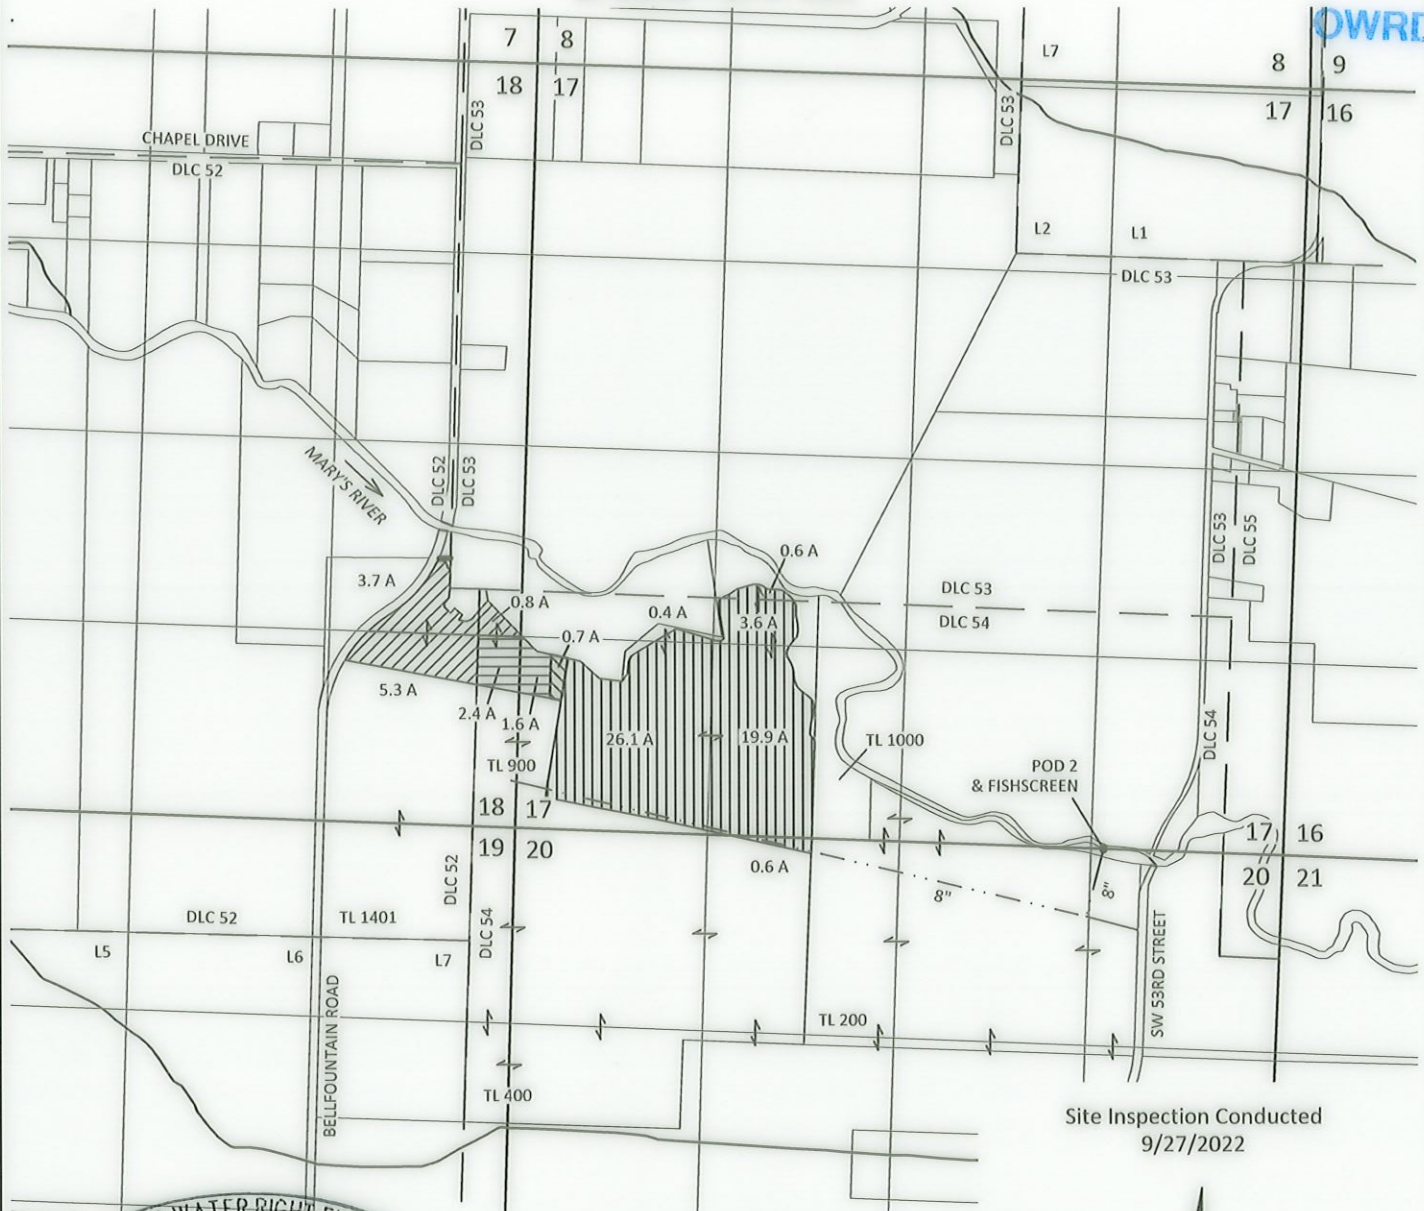 OWRD
7 8
18 17
L7
8 9
17 16
DLC 53
DLC 53
CHAPEL DRIVE
DLC 52
L2
L1
DLC 53
MARY'S RIVER
DLC 52
DLC 53
DLC 53
DLC 55
0.6 A
3.7 A
0.8 A
0.4 A
3.6 A
DLC 53
DLC 54
0.7 A
5.3 A
2.4 A
1.6 A
26.1 A
19.9 A
TL 1000
DLC 54
TL 900
POD 2
& FISHSCREEN
18 17
19 20
17 16
20 21
0.6 A
8"
8"
DLC 52
DLC 54
DLC 52
TL 1401
L5
L6
L7
SW 53RD STREET
BELLFOUNTAIN ROAD
TL 200
TL 400
Site Inspection Conducted
9/27/2022
WATER RIGHT